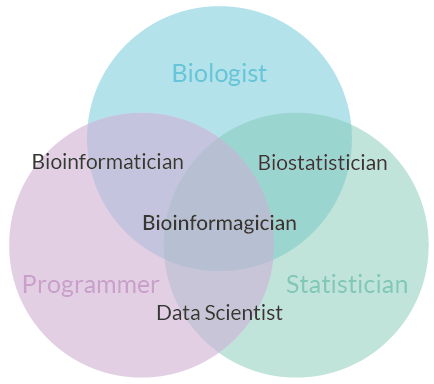 Biologist
Bioinformatician
Biostatistician
Bioinformagician
Programmer
Statistician
Data Scientist